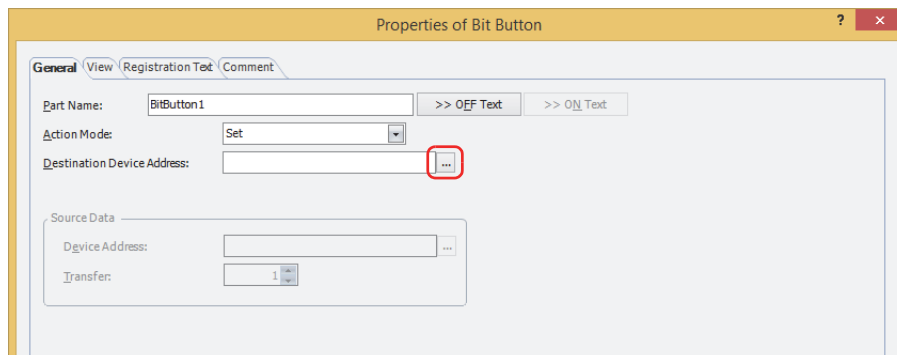 Properties of Bit Button
? ×
General View Registration Text Comment
Part Name: BitButton1 >> OFF Text >> ON Text
Action Mode: Set
Destination Device Address: ...
Source Data
Device Address: ...
Transfer: 1